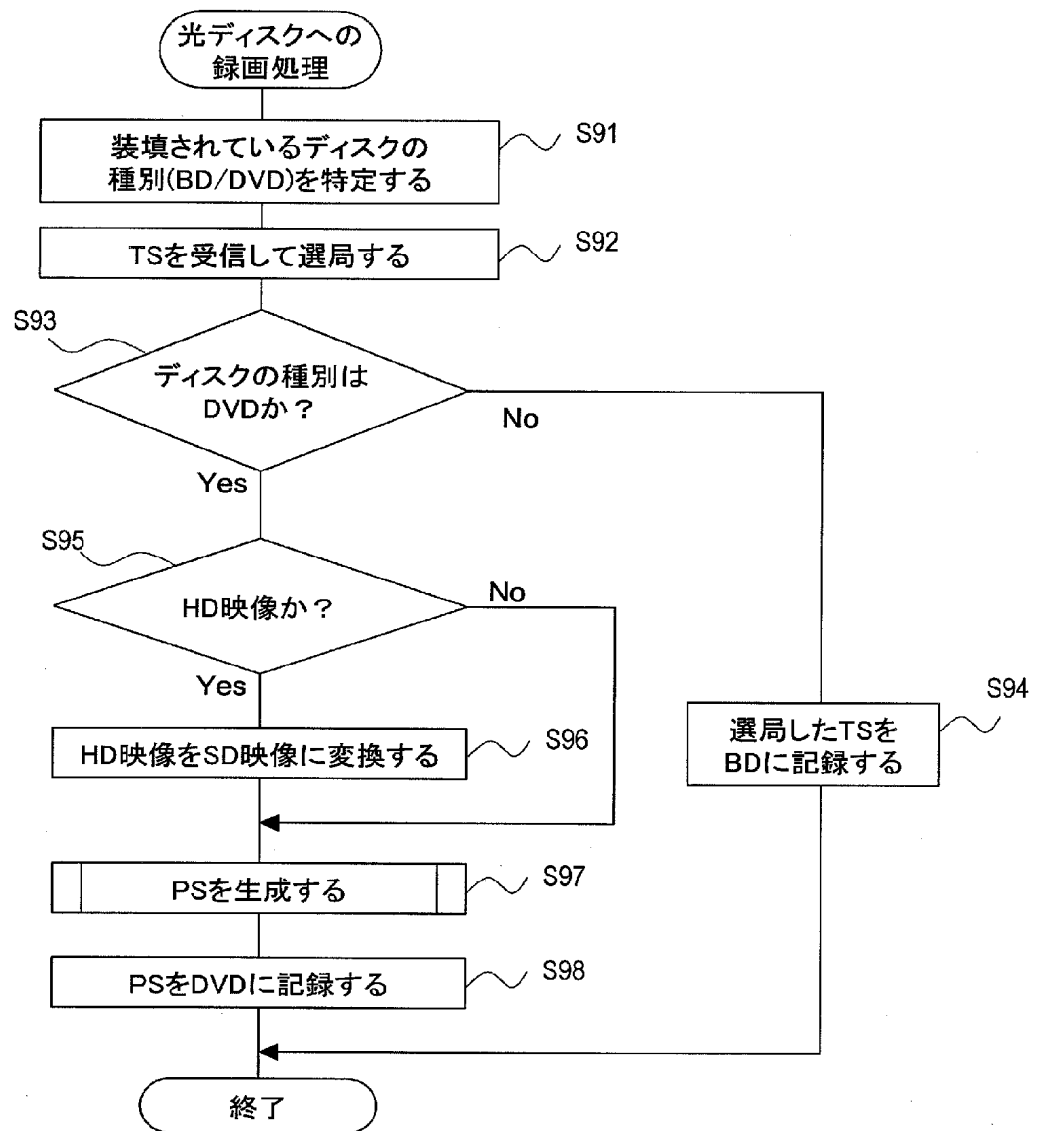 光ディスクへの
録画処理
装填されているディスクの
種別(BD/DVD)を特定する
S91
TSを受信して選局する
S92
S93
ディスクの種別は
DVDか？
No
Yes
S95
HD映像か？
No
Yes
HD映像をSD映像に変換する
S96
選局したTSを
BDに記録する
S94
PSを生成する
S97
PSをDVDに記録する
S98
終了